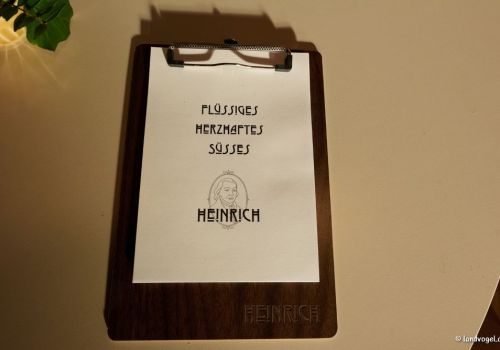 FLÜSSIGES
HERZHAFTES
SÜSSES
HEINRICH
HEINRICH